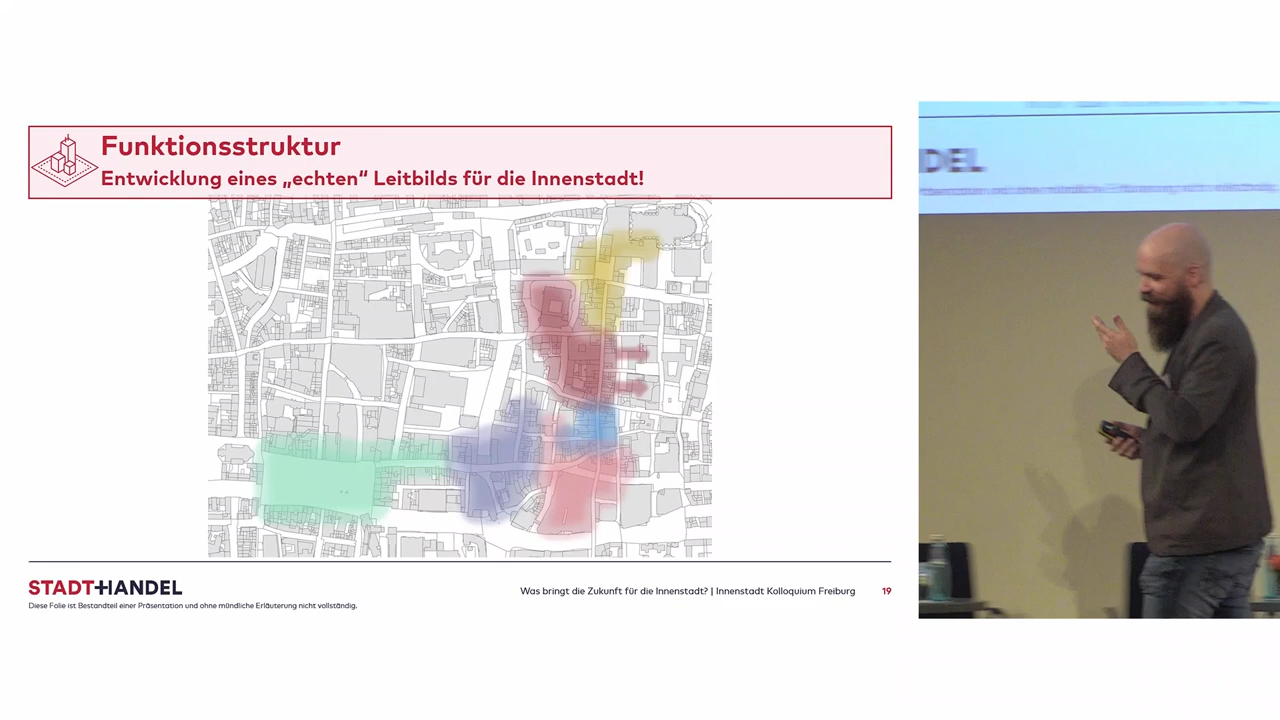 Funktionsstruktur
Entwicklung eines „echten“ Leitbilds für die Innenstadt!
STADT+HANDEL
Diese Folie ist Bestandteil einer Präsentation und ohne mündliche Erläuterung nicht vollständig.
Was bringt die Zukunft für die Innenstadt? | Innenstadt Kolloquium Freiburg 19
DEL